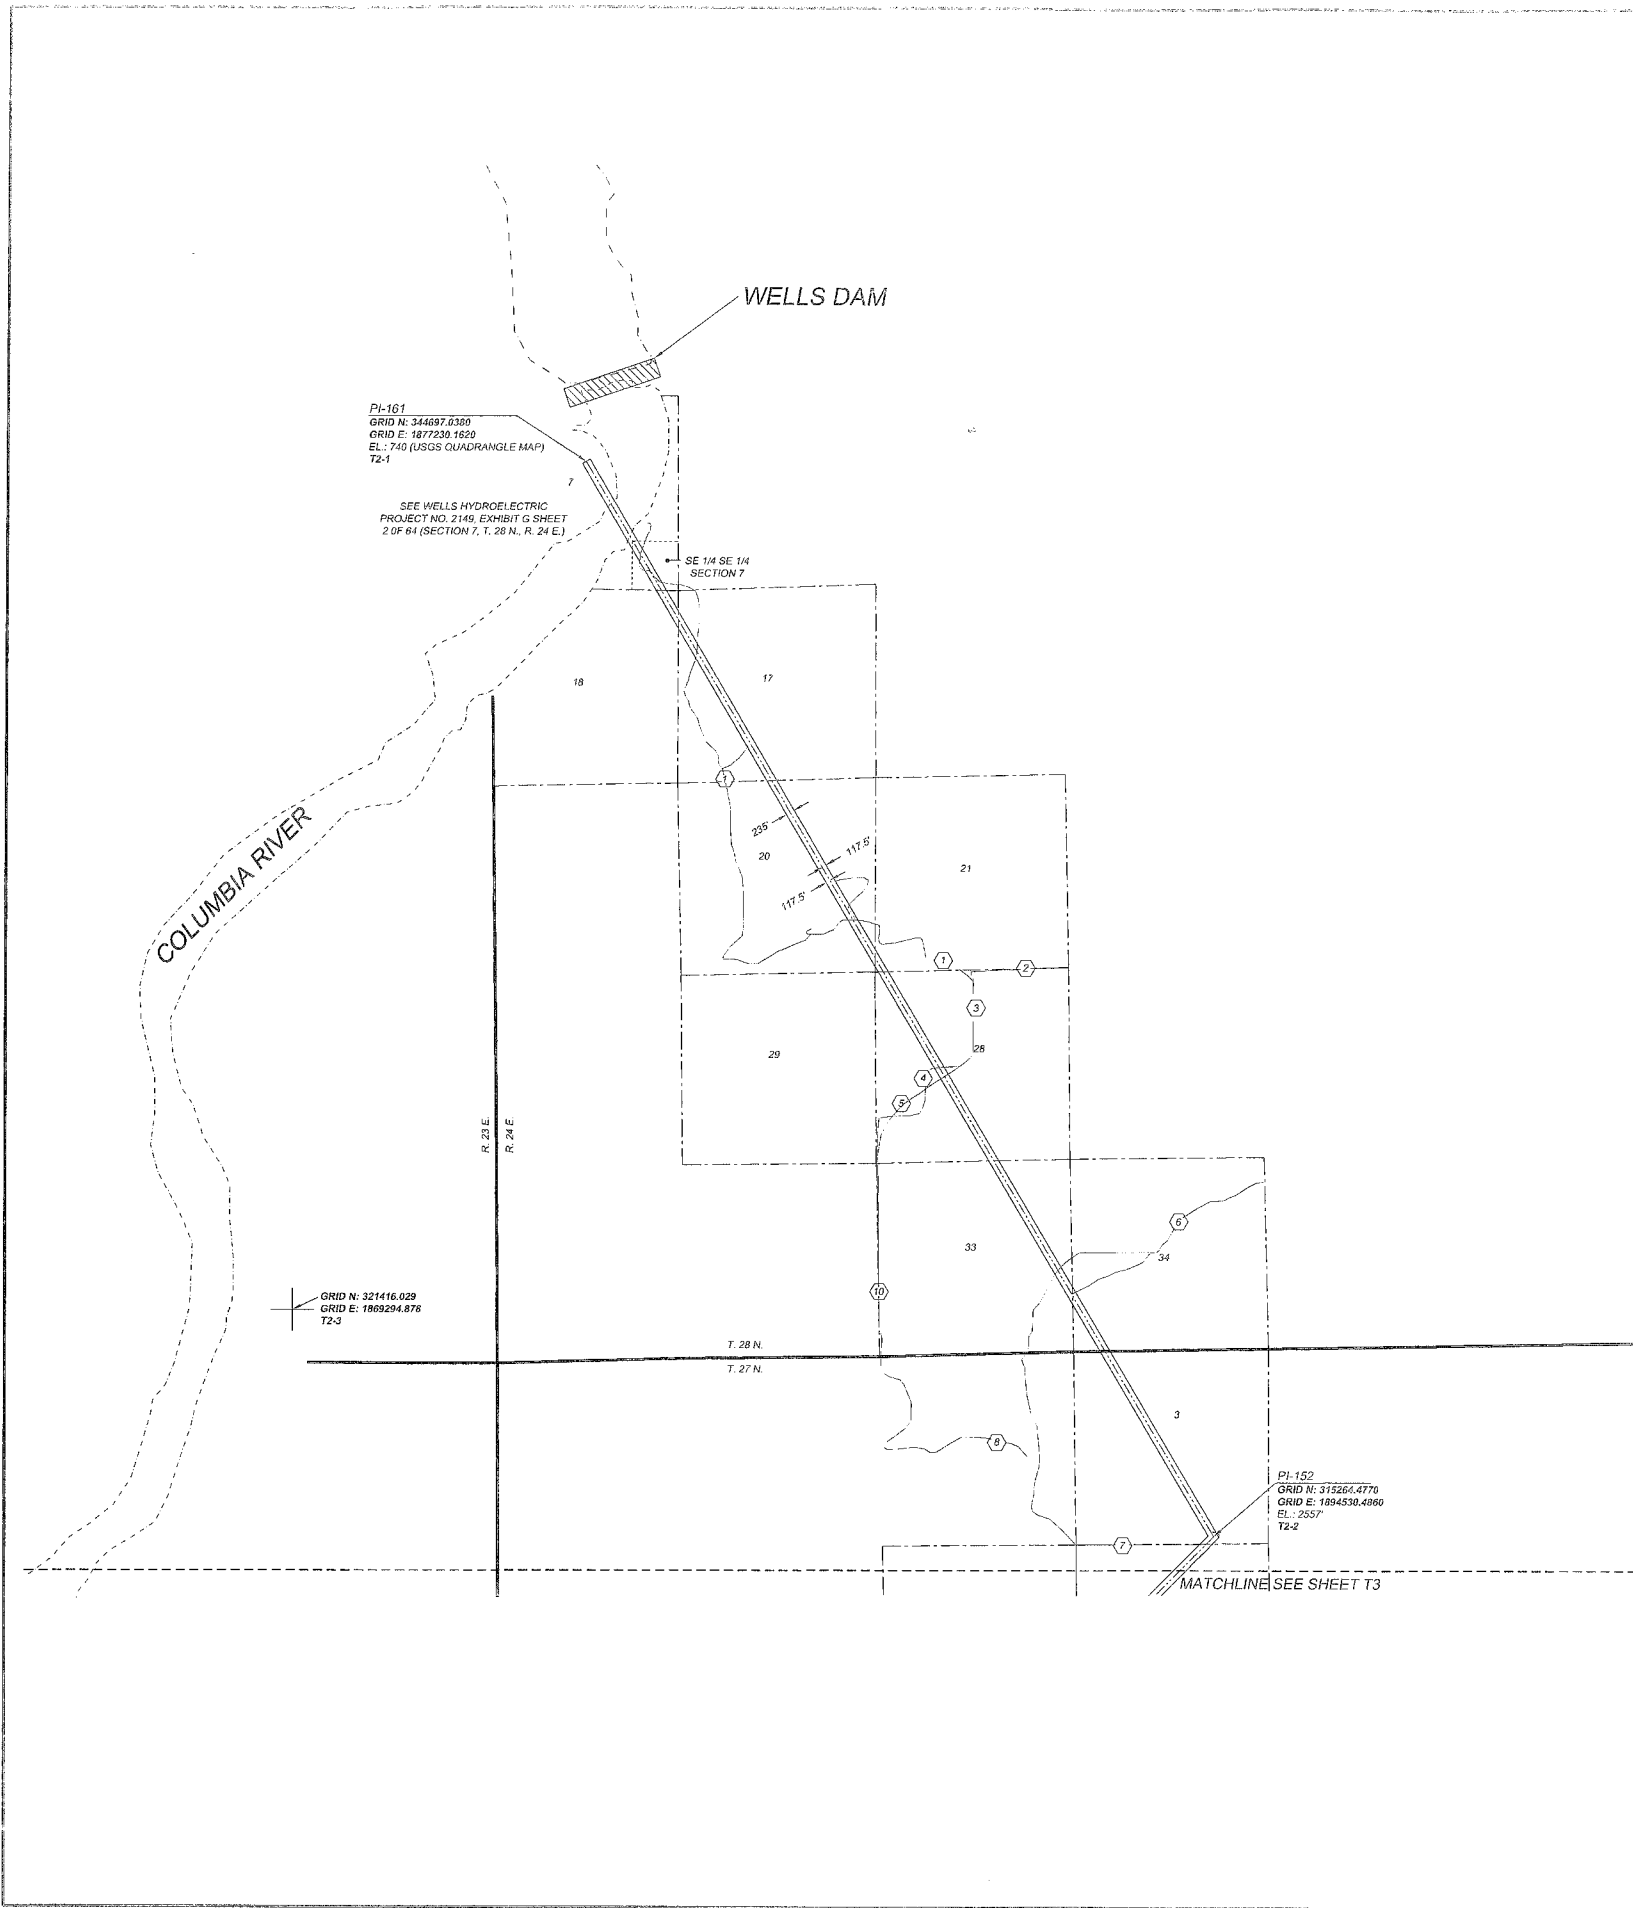 WELLS DAM
PI-161
GRID N: 344697.0380
GRID E: 1877230.1620
EL.: 740 (USGS QUADRANGLE MAP)
T2-1
7
SEE WELLS HYDROELECTRIC
PROJECT NO. 2149, EXHIBIT G SHEET
2 OF 64 (SECTION 7, T. 28 N., R. 24 E.)
SE 1/4 SE 1/4
SECTION 7
18
17
1
235'
20
117.5'
117.5'
21
COLUMBIA RIVER
1
2
3
29
28
4
5
R. 23 E.
R. 24 E.
6
33
34
10
GRID N: 321416.029
GRID E: 1869294.876
T2-3
T. 28 N.
T. 27 N.
3
8
PI-152
GRID N: 315264.4770
GRID E: 1894530.4860
EL.: 2557'
T2-2
7
MATCHLINE SEE SHEET T3